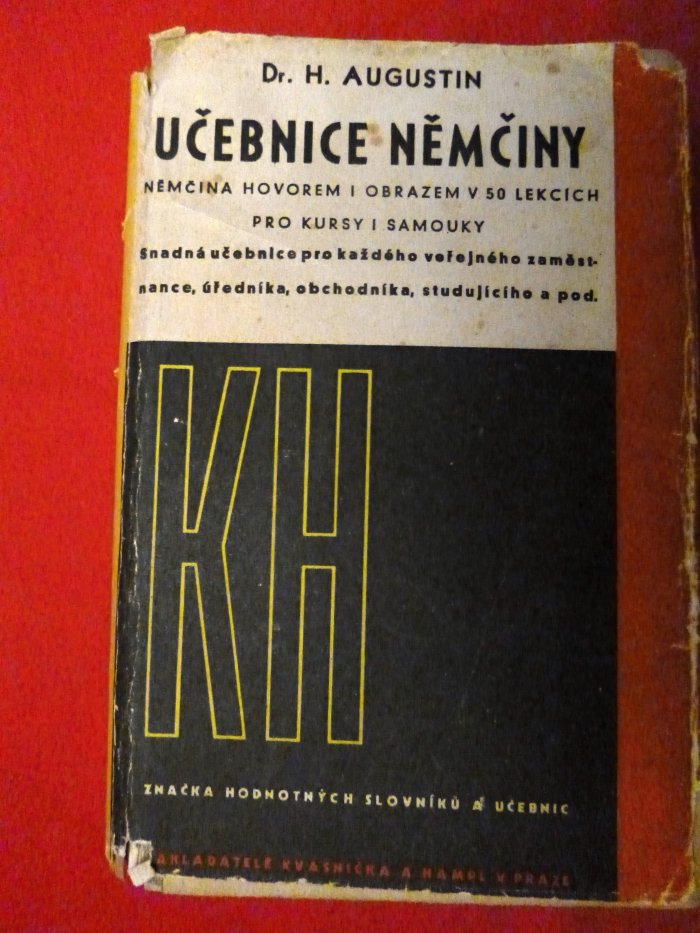 Dr. H. AUGUSTIN
UČEBNICE NĚMČINY
NĚMČINA HOVOREM I OBRAZEM V 50 LEKCÍCH
PRO KURSY I SAMOUKY
Snadná učebnice pro každého veřejného zaměst-
nance, úředníka, obchodníka, studujícího a pod.
KH
ZNAČKA HODNOTNÝCH SLOVNÍKŮ A UČEBNIC
NAKLADATELÉ KVASNIČKA A HAMPL V PRAZE